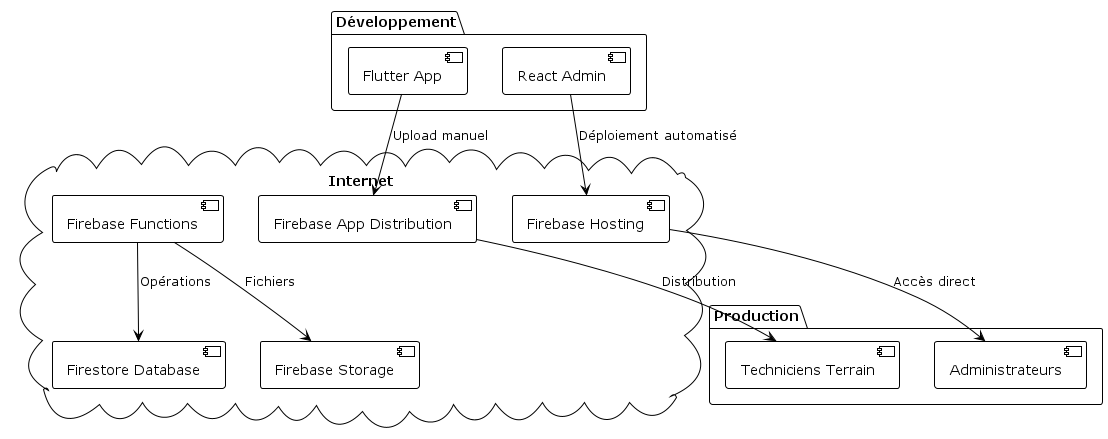 Développement
Flutter App
React Admin
Upload manuel
Déploiement automatisé
Internet
Firebase Functions
Firebase App Distribution
Firebase Hosting
Opérations
Fichiers
Distribution
Accès direct
Production
Firestore Database
Firebase Storage
Techniciens Terrain
Administrateurs